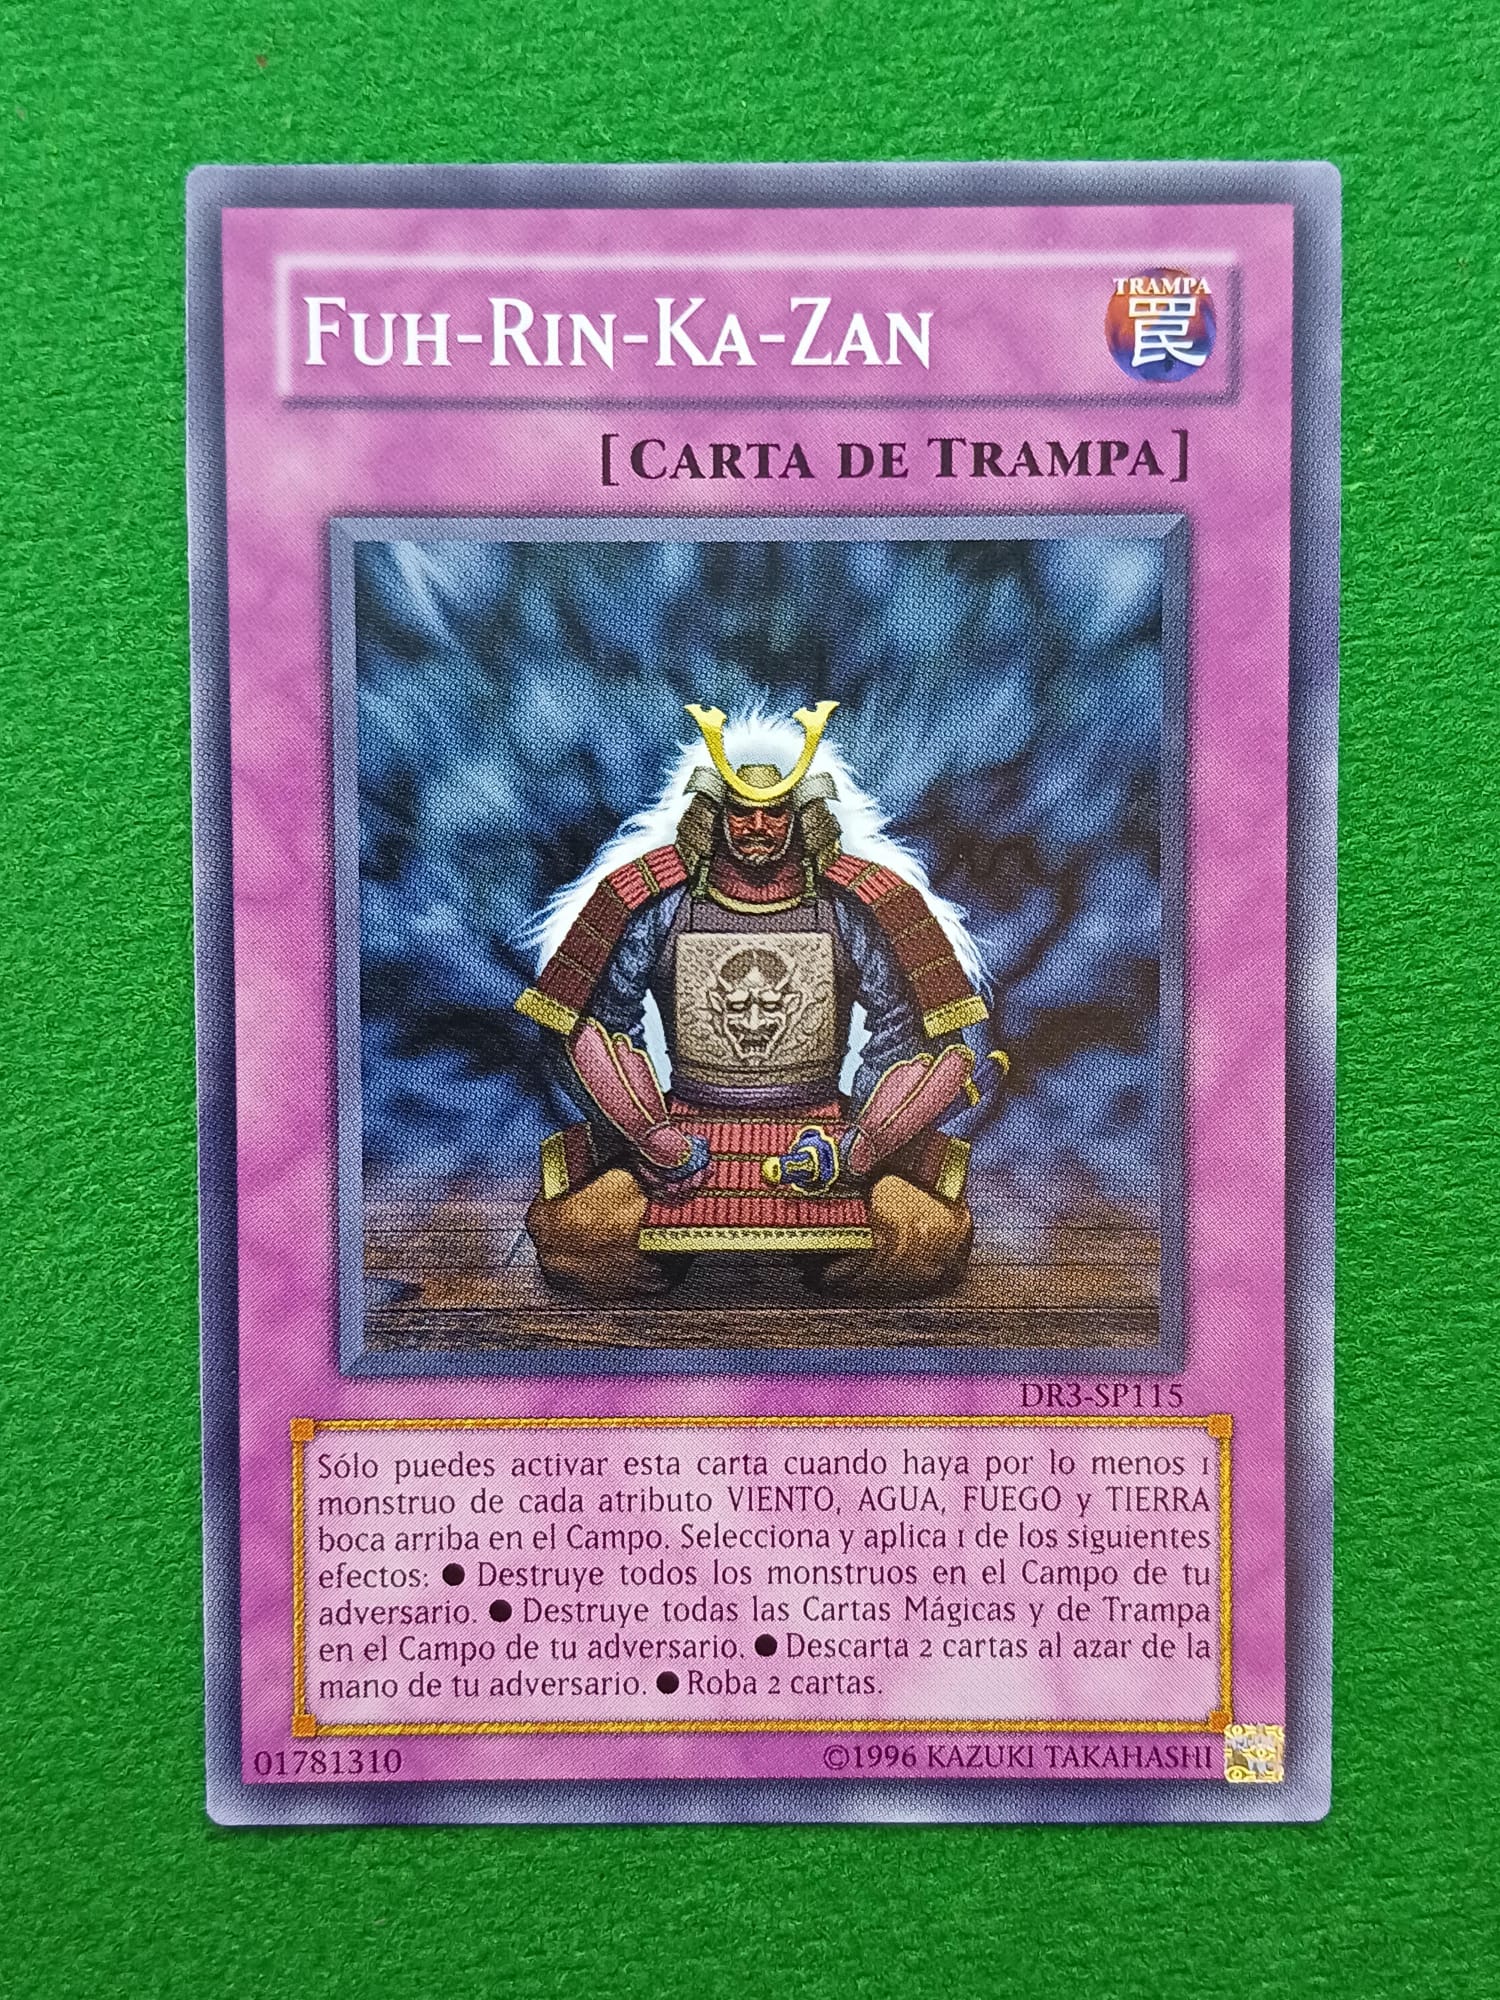 FUH-RIN-KA-ZAN
TRAMPA
罠
[CARTA DE TRAMPA]
DR3-SP115
Sólo puedes activar esta carta cuando haya por lo menos 1
monstruo de cada atributo VIENTO, AGUA, FUEGO y TIERRA
boca arriba en el Campo. Selecciona y aplica 1 de los siguientes
efectos: ● Destruye todos los monstruos en el Campo de tu
adversario. ● Destruye todas las Cartas Mágicas y de Trampa
en el Campo de tu adversario. ● Descarta 2 cartas al azar de la
mano de tu adversario. ● Roba 2 cartas.
01781310
©1996 KAZUKI TAKAHASHI